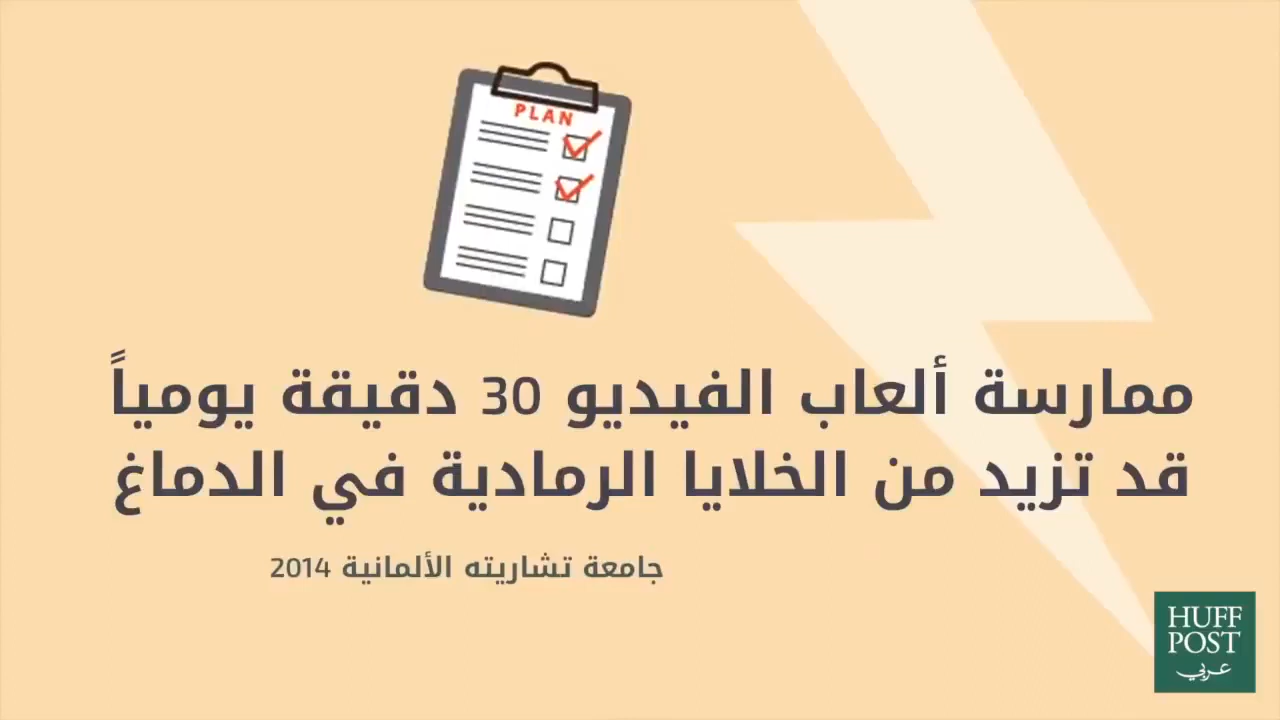 PLAN
ممارسة ألعاب الفيديو 30 دقيقة يومياً
قد تزيد من الخلايا الرمادية في الدماغ
جامعة تشاريته الألمانية 2014
HUFF
POST
عربي